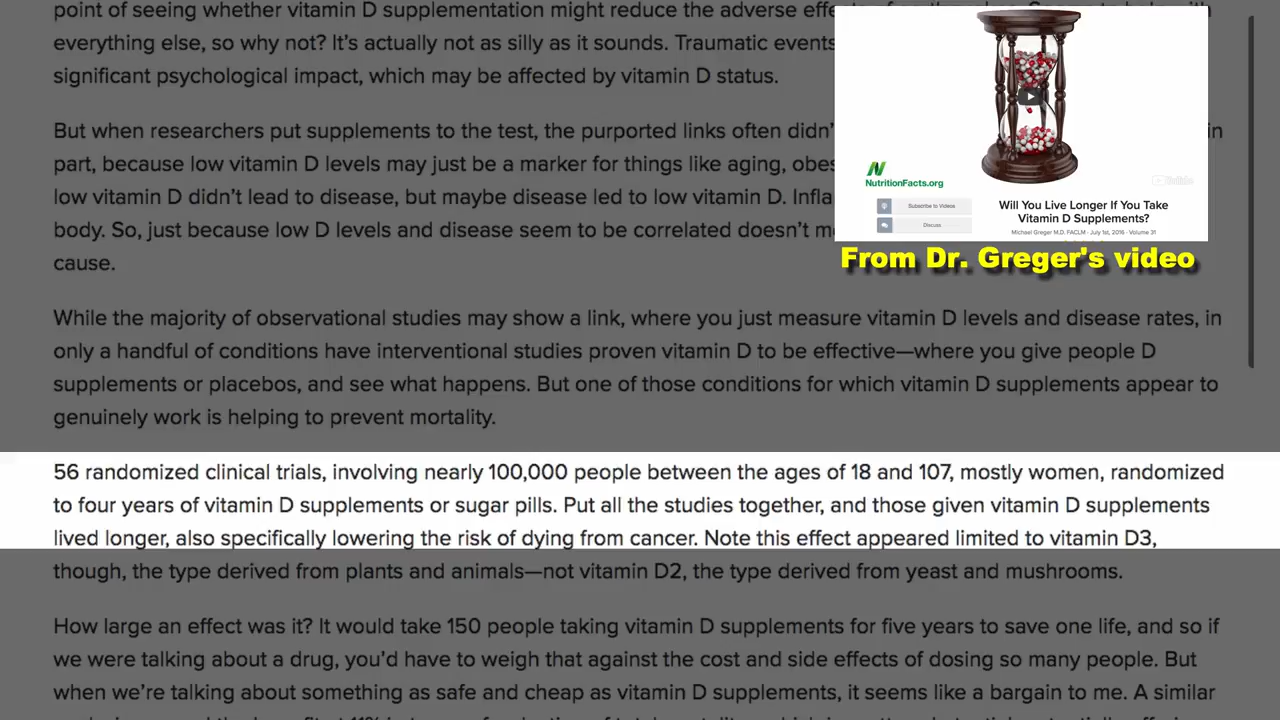 point of seeing whether vitamin D supplementation might reduce the adverse
everything else, so why not? It's actually not as silly as it sounds. Traumatic events
significant psychological impact, which may be affected by vitamin D status.
But when researchers put supplements to the test, the purported links often didn'
in
part, because low vitamin D levels may just be a marker for things like aging,
low vitamin D didn't lead to disease, but maybe disease led to low vitamin D.
body. So, just because low D levels and disease seem to be correlated doesn't
cause.
NutritionFacts.org
Subscribe to Videos
Discuss
YouTube
Will You Live Longer If You Take
Vitamin D Supplements?
Michael Greger M.D. FACLM · July 1st, 2016 · Volume 31
From Dr. Greger's video
While the majority of observational studies may show a link, where you just measure vitamin D levels and disease rates, in
only a handful of conditions have interventional studies proven vitamin D to be effective—where you give people D
supplements or placebos, and see what happens. But one of those conditions for which vitamin D supplements appear to
genuinely work is helping to prevent mortality.
56 randomized clinical trials, involving nearly 100,000 people between the ages of 18 and 107, mostly women, randomized
to four years of vitamin D supplements or sugar pills. Put all the studies together, and those given vitamin D supplements
lived longer, also specifically lowering the risk of dying from cancer. Note this effect appeared limited to vitamin D3,
though, the type derived from plants and animals—not vitamin D2, the type derived from yeast and mushrooms.
How large an effect was it? It would take 150 people taking vitamin D supplements for five years to save one life, and so if
we were talking about a drug, you'd have to weigh that against the cost and side effects of dosing so many people. But
when we're talking about something as safe and cheap as vitamin D supplements, it seems like a bargain to me. A similar